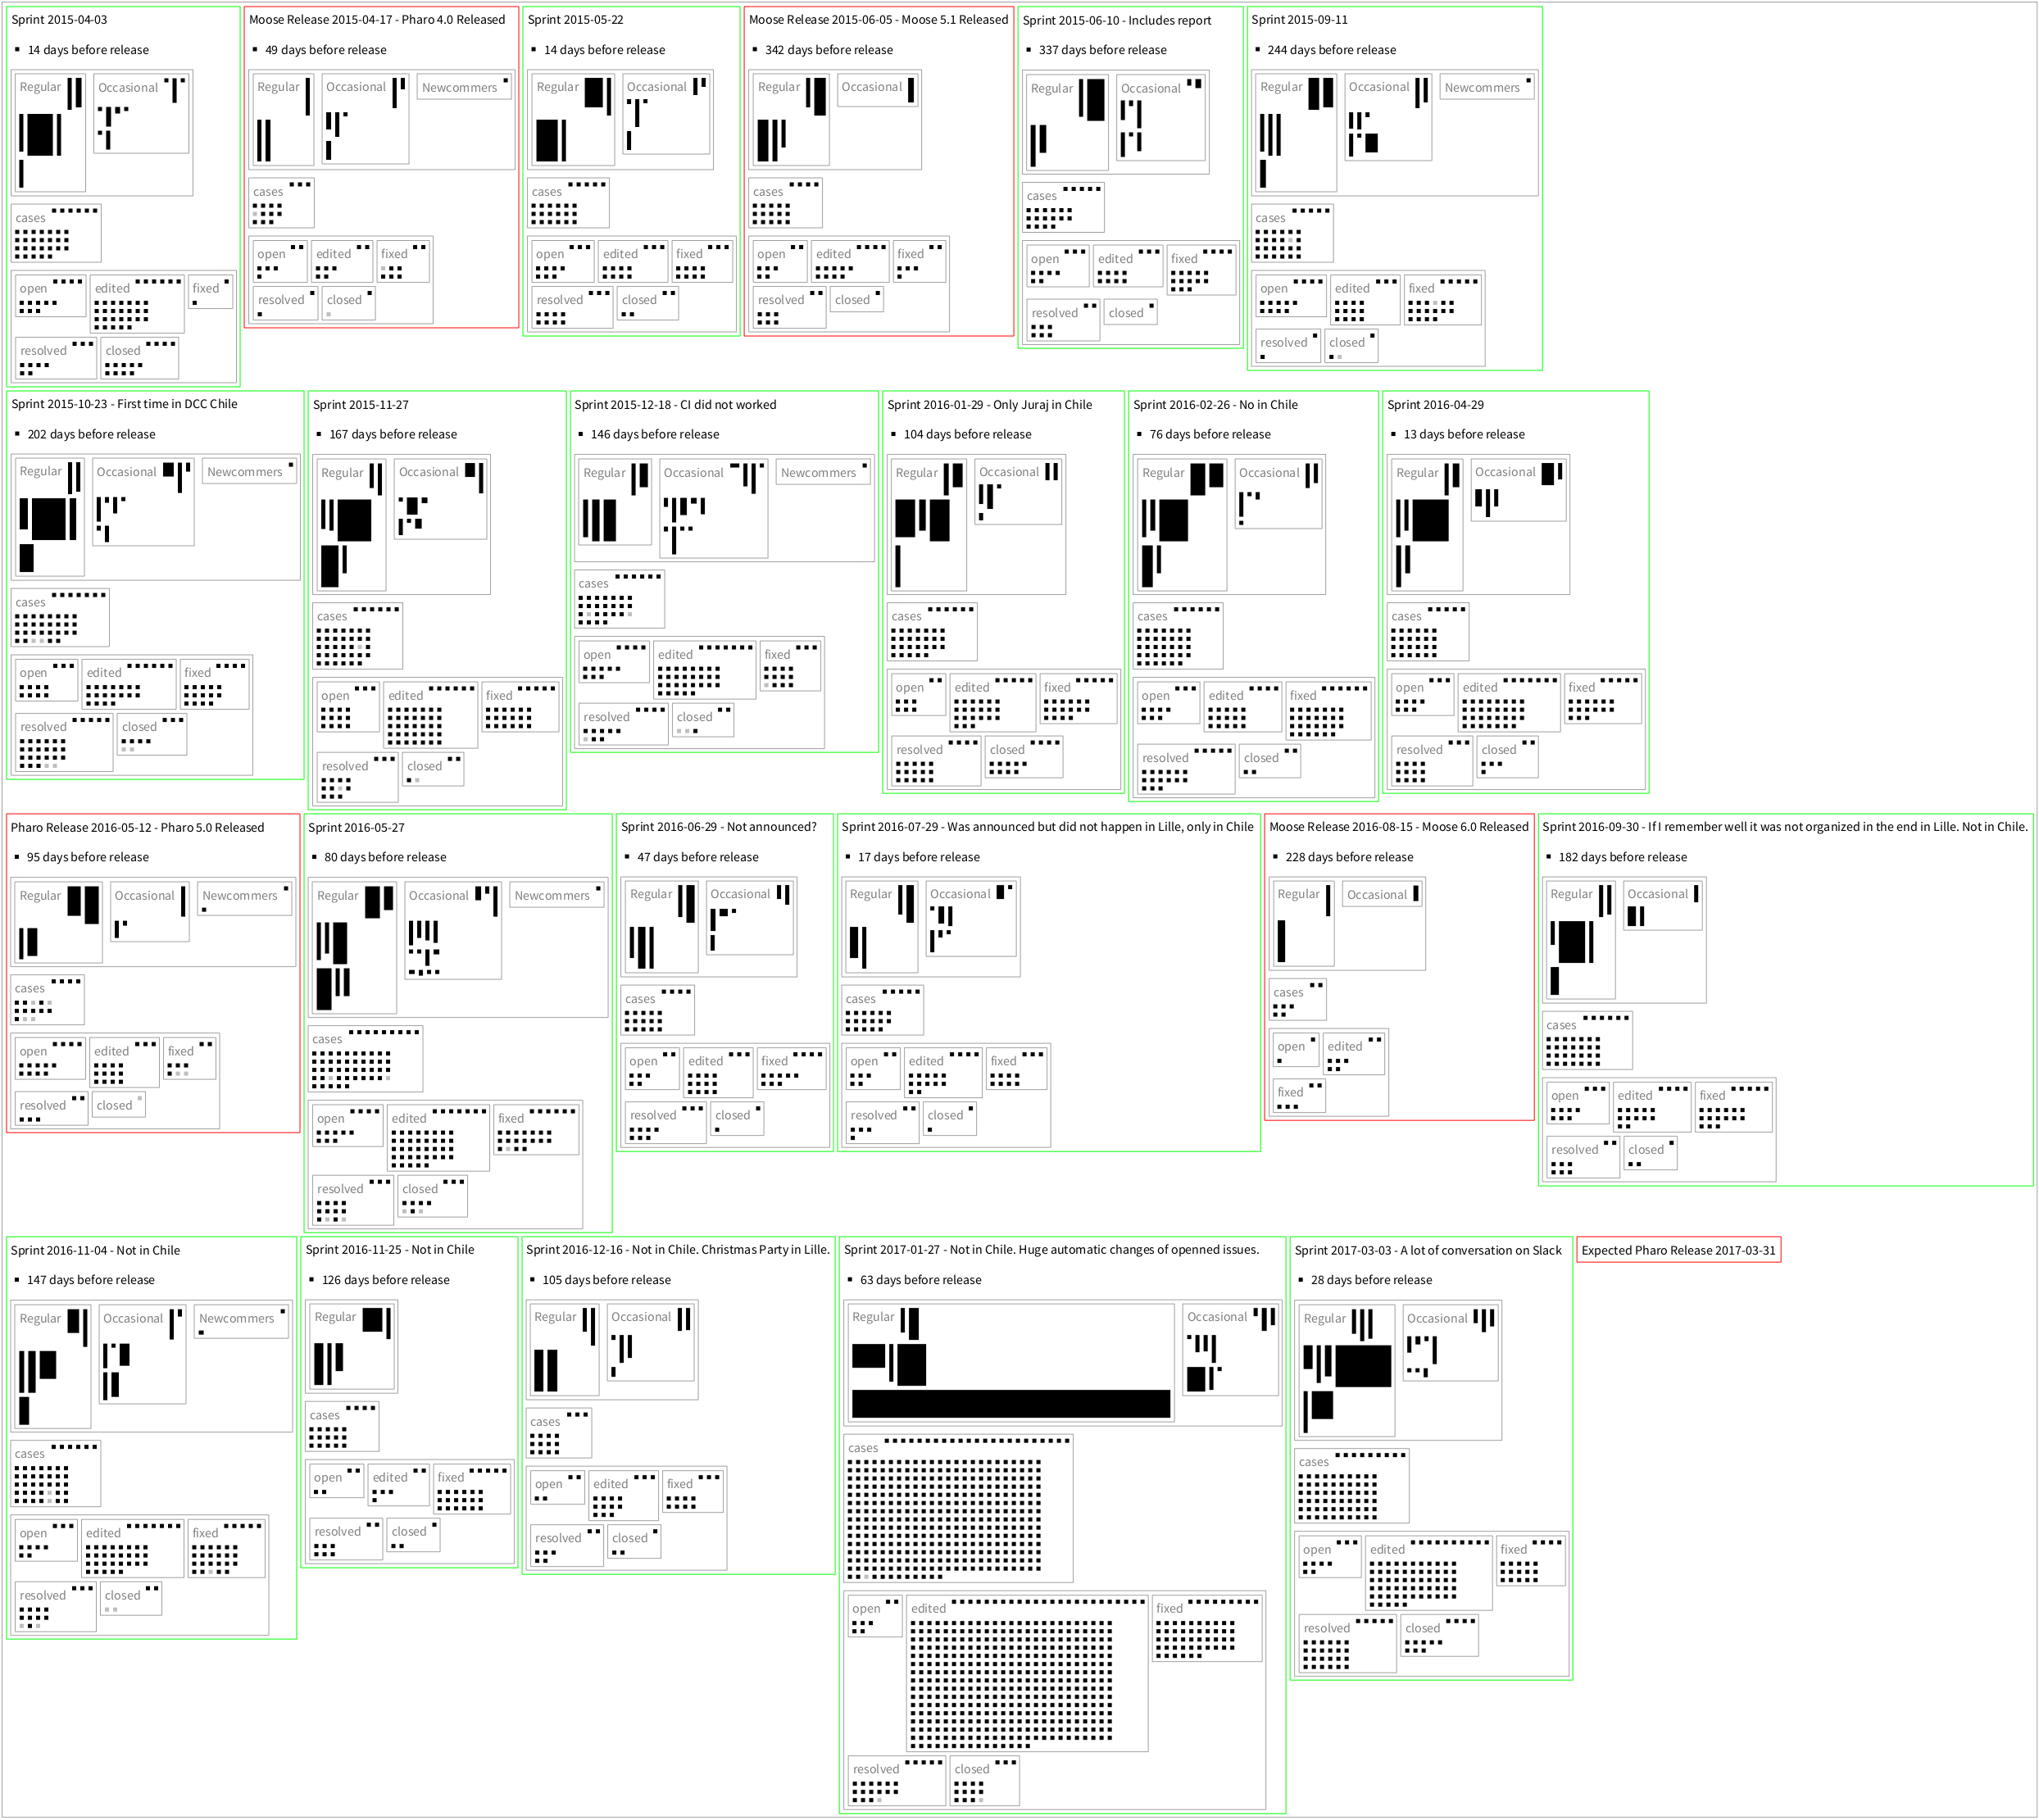 Sprint 2015-04-03
14 days before release
Regular
Occasional
cases
open
edited
fixed
resolved
closed
Moose Release 2015-04-17 - Pharo 4.0 Released
49 days before release
Regular
Occasional
Newcommers
cases
open
edited
fixed
resolved
closed
Sprint 2015-05-22
14 days before release
Regular
Occasional
cases
open
edited
fixed
resolved
closed
Moose Release 2015-06-05 - Moose 5.1 Released
342 days before release
Regular
Occasional
cases
open
edited
fixed
resolved
closed
Sprint 2015-06-10 - Includes report
337 days before release
Regular
Occasional
cases
open
edited
fixed
resolved
closed
Sprint 2015-09-11
244 days before release
Regular
Occasional
Newcommers
cases
open
edited
fixed
resolved
closed
Sprint 2015-10-23 - First time in DCC Chile
202 days before release
Regular
Occasional
Newcommers
cases
open
edited
fixed
resolved
closed
Sprint 2015-11-27
167 days before release
Regular
Occasional
cases
open
edited
fixed
resolved
closed
Sprint 2015-12-18 - CI did not worked
146 days before release
Regular
Occasional
Newcommers
cases
open
edited
fixed
resolved
closed
Sprint 2016-01-29 - Only Juraj in Chile
104 days before release
Regular
Occasional
cases
open
edited
fixed
resolved
closed
Sprint 2016-02-26 - No in Chile
76 days before release
Regular
Occasional
cases
open
edited
fixed
resolved
closed
Sprint 2016-04-29
13 days before release
Regular
Occasional
cases
open
edited
fixed
resolved
closed
Pharo Release 2016-05-12 - Pharo 5.0 Released
95 days before release
Regular
Occasional
Newcommers
cases
open
edited
fixed
resolved
closed
Sprint 2016-05-27
80 days before release
Regular
Occasional
Newcommers
cases
open
edited
fixed
resolved
closed
Sprint 2016-06-29 - Not announced?
47 days before release
Regular
Occasional
cases
open
edited
fixed
resolved
closed
Sprint 2016-07-29 - Was announced but did not happen in Lille, only in Chile
17 days before release
Regular
Occasional
cases
open
edited
fixed
resolved
closed
Moose Release 2016-08-15 - Moose 6.0 Released
228 days before release
Regular
Occasional
cases
open
edited
fixed
Sprint 2016-09-30 - If I remember well it was not organized in the end in Lille. Not in Chile.
182 days before release
Regular
Occasional
cases
open
edited
fixed
resolved
closed
Sprint 2016-11-04 - Not in Chile
147 days before release
Regular
Occasional
Newcommers
cases
open
edited
fixed
resolved
closed
Sprint 2016-11-25 - Not in Chile
126 days before release
Regular
cases
open
edited
fixed
resolved
closed
Sprint 2016-12-16 - Not in Chile. Christmas Party in Lille.
105 days before release
Regular
Occasional
cases
open
edited
fixed
resolved
closed
Sprint 2017-01-27 - Not in Chile. Huge automatic changes of openned issues.
63 days before release
Regular
Occasional
cases
open
edited
fixed
resolved
closed
Sprint 2017-03-03 - A lot of conversation on Slack
28 days before release
Regular
Occasional
cases
open
edited
fixed
resolved
closed
Expected Pharo Release 2017-03-31